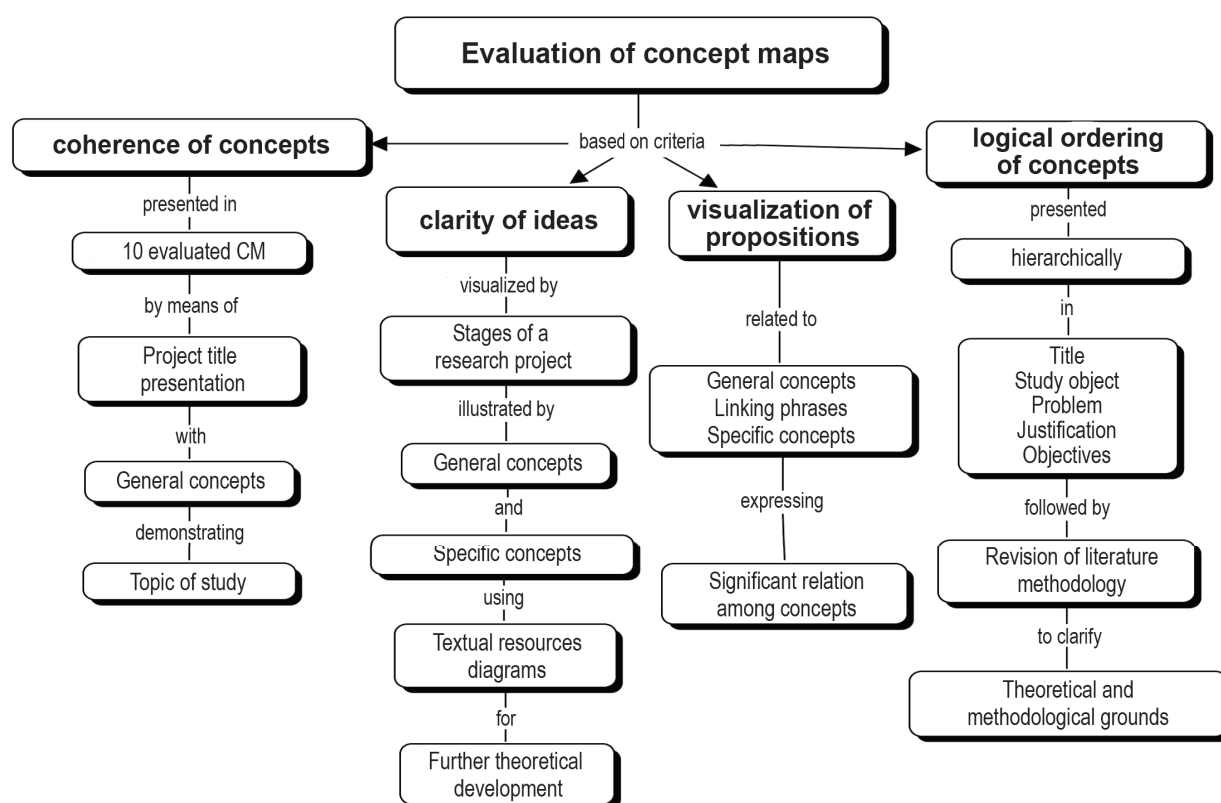 Evaluation of concept maps
based on criteria
coherence of concepts
presented in
10 evaluated CM
by means of
Project title
presentation
with
General concepts
demonstrating
Topic of study
clarity of ideas
visualized by
Stages of a
research project
illustrated by
General concepts
and
Specific concepts
using
Textual resources
diagrams
for
Further theoretical
development
visualization of
propositions
related to
General concepts
Linking phrases
Specific concepts
expressing
Significant relation
among concepts
logical ordering
of concepts
presented
hierarchically
in
Title
Study object
Problem
Justification
Objectives
followed by
Revision of literature
methodology
to clarify
Theoretical and
methodological grounds